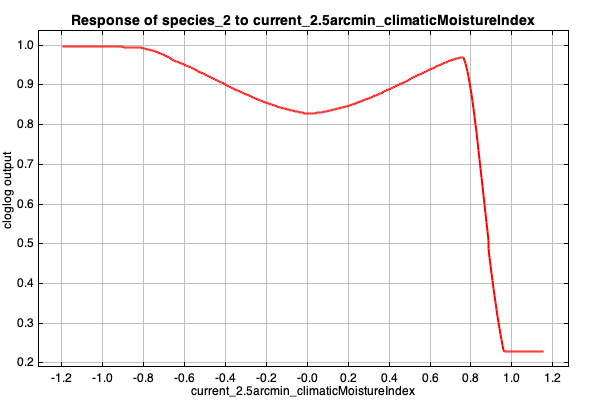 Response of species_2 to current_2.5arcmin_climaticMoistureIndex
1.0
0.9
0.8
0.7
0.6
0.5
0.4
0.3
0.2
cloglog output
-1.2 -1.0 -0.8 -0.6 -0.4 -0.2 -0.0 0.2 0.4 0.6 0.8 1.0 1.2
current_2.5arcmin_climaticMoistureIndex